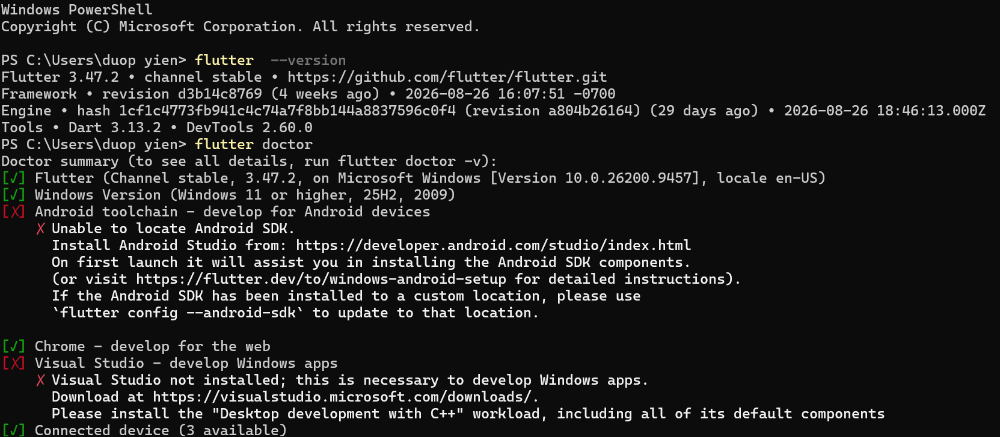 Windows PowerShell
Copyright (C) Microsoft Corporation. All rights reserved.
PS C:\Users\duop yien> flutter  --version
Flutter 3.47.2 • channel stable • https://github.com/flutter/flutter.git
Framework • revision d3b14c8769 (4 weeks ago) • 2026-08-26 16:07:51 -0700
Engine • hash 1cf1c4773fb941c4c74a7f8bb144a8837596c0f4 (revision a804b26164) (29 days ago) • 2026-08-26 18:46:13.000Z
Tools • Dart 3.13.2 • DevTools 2.60.0
PS C:\Users\duop yien> flutter doctor
Doctor summary (to see all details, run flutter doctor -v):
[√] Flutter (Channel stable, 3.47.2, on Microsoft Windows [Version 10.0.26200.9457], locale en-US)
[√] Windows Version (Windows 11 or higher, 25H2, 2009)
[X] Android toolchain - develop for Android devices
X Unable to locate Android SDK.
Install Android Studio from: https://developer.android.com/studio/index.html
On first launch it will assist you in installing the Android SDK components.
(or visit https://flutter.dev/to/windows-android-setup for detailed instructions).
If the Android SDK has been installed to a custom location, please use
`flutter config --android-sdk` to update to that location.
[√] Chrome - develop for the web
[X] Visual Studio - develop Windows apps
X Visual Studio not installed; this is necessary to develop Windows apps.
Download at https://visualstudio.microsoft.com/downloads/.
Please install the "Desktop development with C++" workload, including all of its default components
[√] Connected device (3 available)